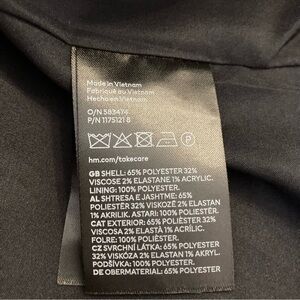 Made in Vietnam
Fabriqué au Vietnam
Hecho en Vietnam
O/N 583474
P/N 1175121 S
P
hm.com/takecare
GB SHELL: 65% POLYESTER 32%
VISCOSE 2% ELASTANE 1% ACRYLIC.
LINING: 100% POLYESTER.
AL SHTRESA E JASHTME: 65%
POLIESTËR 32% VISKOZË 2% ELASTAN
1% AKRILIK. ASTARI: 100% POLIESTËR.
CAT EXTERIOR: 65% POLIÈSTER 32%
VISCOSA 2% ELASTÀ 1% ACRÍLIC.
FOLRE: 100% POLIÈSTER.
CZ SVRCHNÍ LÁTKA: 65% POLYESTER
32% VISKÓZA 2% ELASTAN 1% AKRYL.
PODŠÍVKA: 100% POLYESTER.
DE OBERMATERIAL: 65% POLYESTER